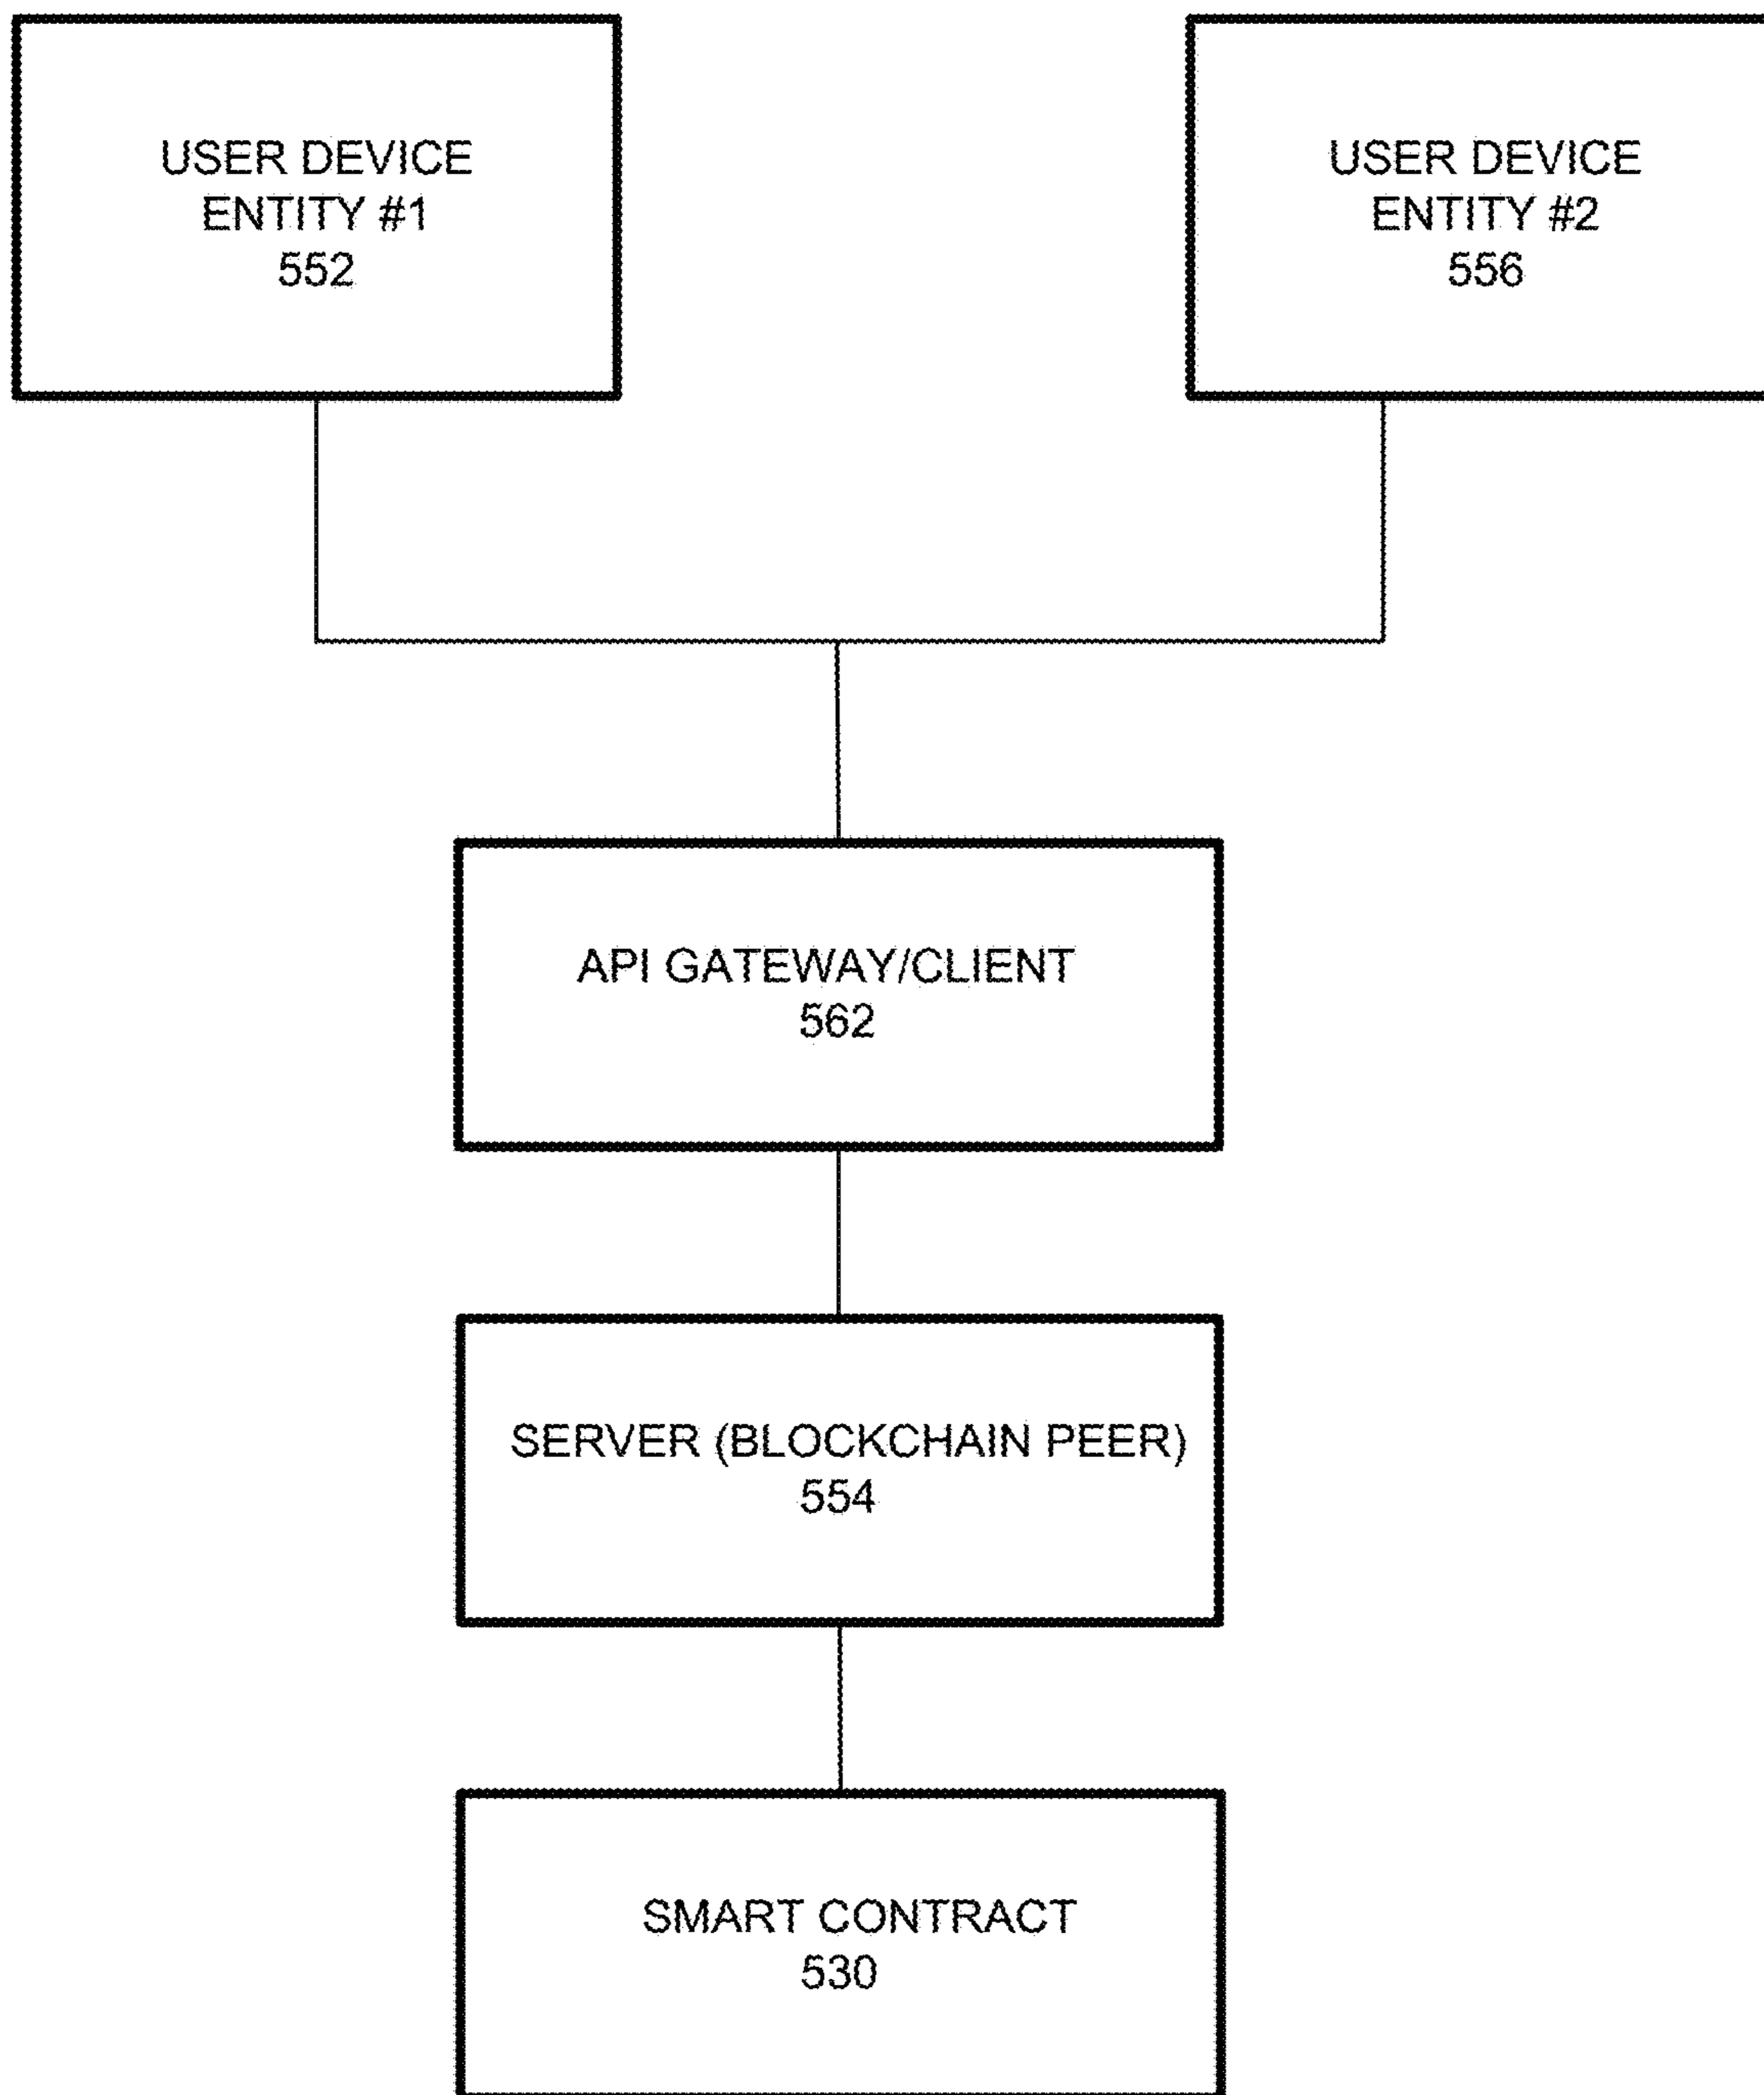 USER DEVICE
ENTITY #1
552
USER DEVICE
ENTITY #2
556
API GATEWAY/CLIENT
562
SERVER (BLOCKCHAIN PEER)
554
SMART CONTRACT
530